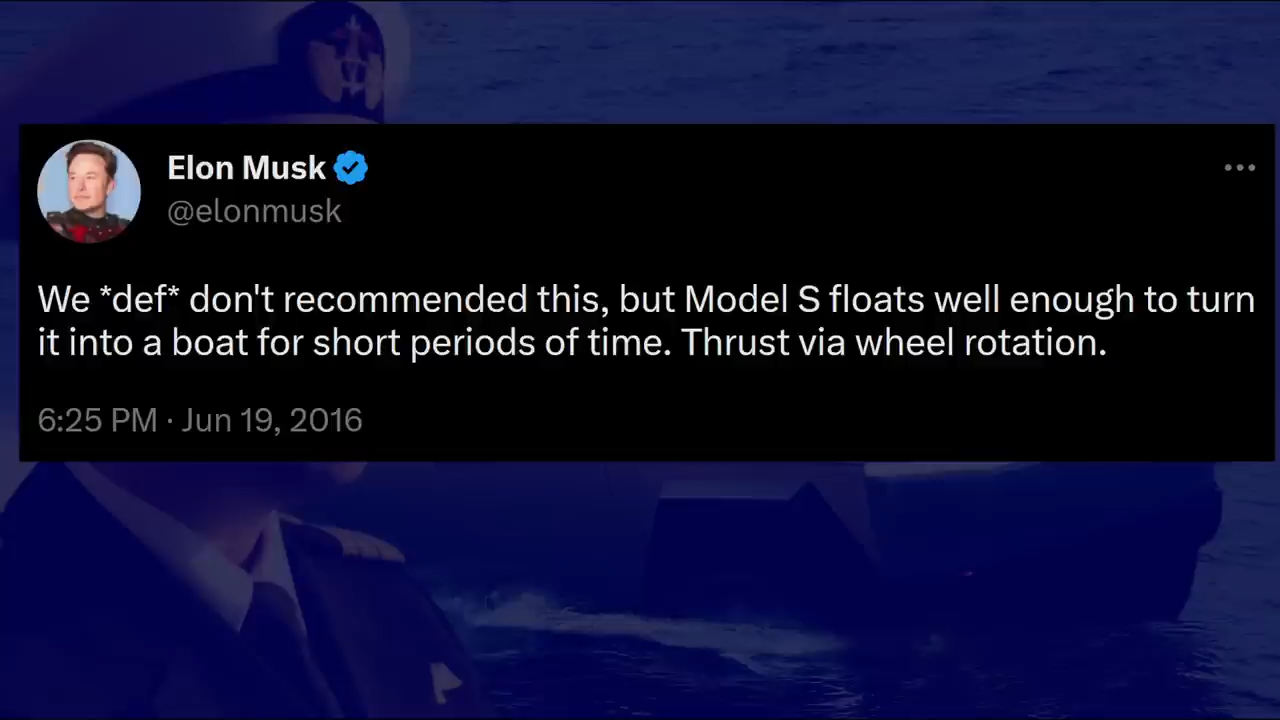 Elon Musk
@elonmusk
We *def* don't recommended this, but Model S floats well enough to turn
it into a boat for short periods of time. Thrust via wheel rotation.
6:25 PM · Jun 19, 2016